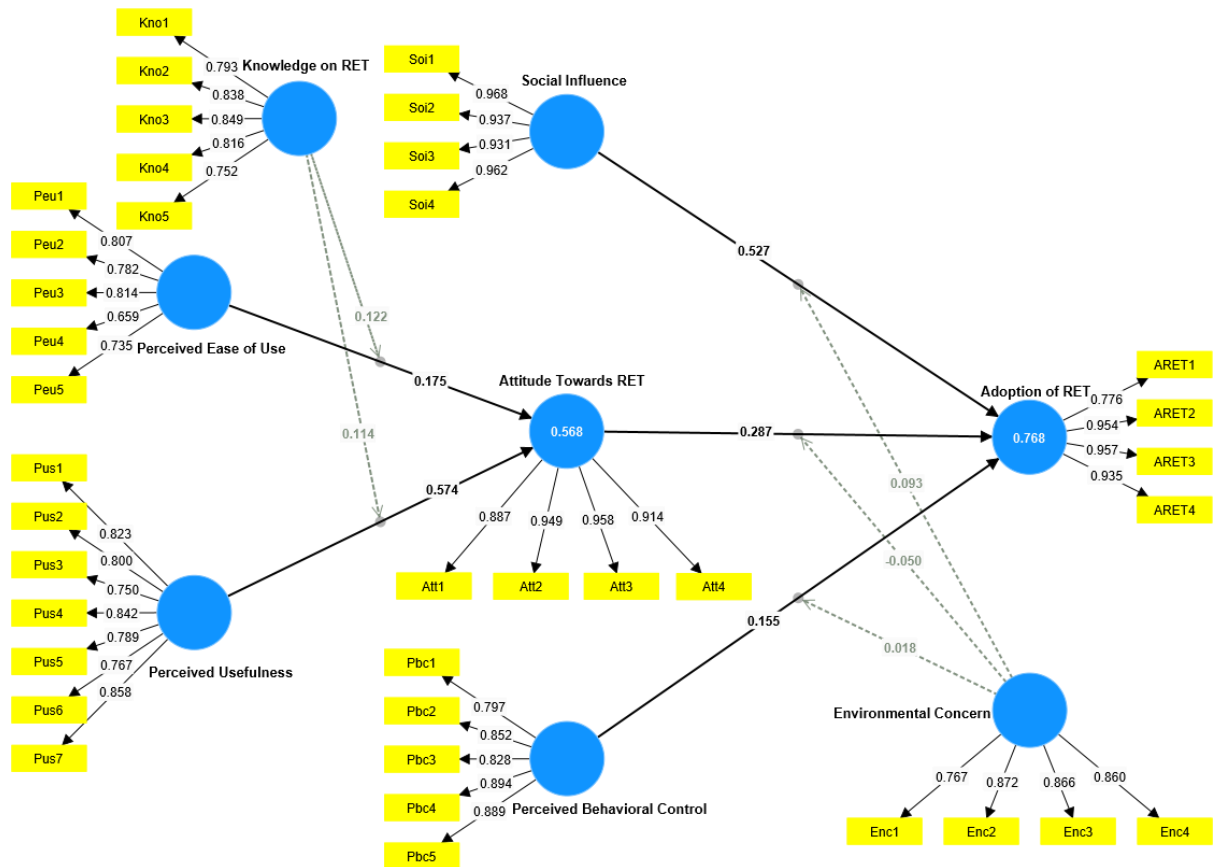 Kno1
Kno2
Kno3
Kno4
Kno5
0.793
0.838
0.849
0.816
0.752
Knowledge on RET
Soi1
Soi2
Soi3
Soi4
0.968
0.937
0.931
0.962
Social Influence
Peu1
Peu2
Peu3
Peu4
Peu5
0.807
0.782
0.814
0.659
0.735
Perceived Ease of Use
0.122
0.175
0.114
0.574
0.527
Attitude Towards RET
0.568
0.287
0.887
0.949
0.958
0.914
Att1
Att2
Att3
Att4
Adoption of RET
0.768
0.776
0.954
0.957
0.935
ARET1
ARET2
ARET3
ARET4
0.093
-0.050
0.155
0.018
Pus1
Pus2
Pus3
Pus4
Pus5
Pus6
Pus7
0.823
0.800
0.750
0.842
0.789
0.767
0.858
Perceived Usefulness
Pbc1
Pbc2
Pbc3
Pbc4
Pbc5
0.797
0.852
0.828
0.894
0.889
Perceived Behavioral Control
Environmental Concern
0.767
0.872
0.866
0.860
Enc1
Enc2
Enc3
Enc4